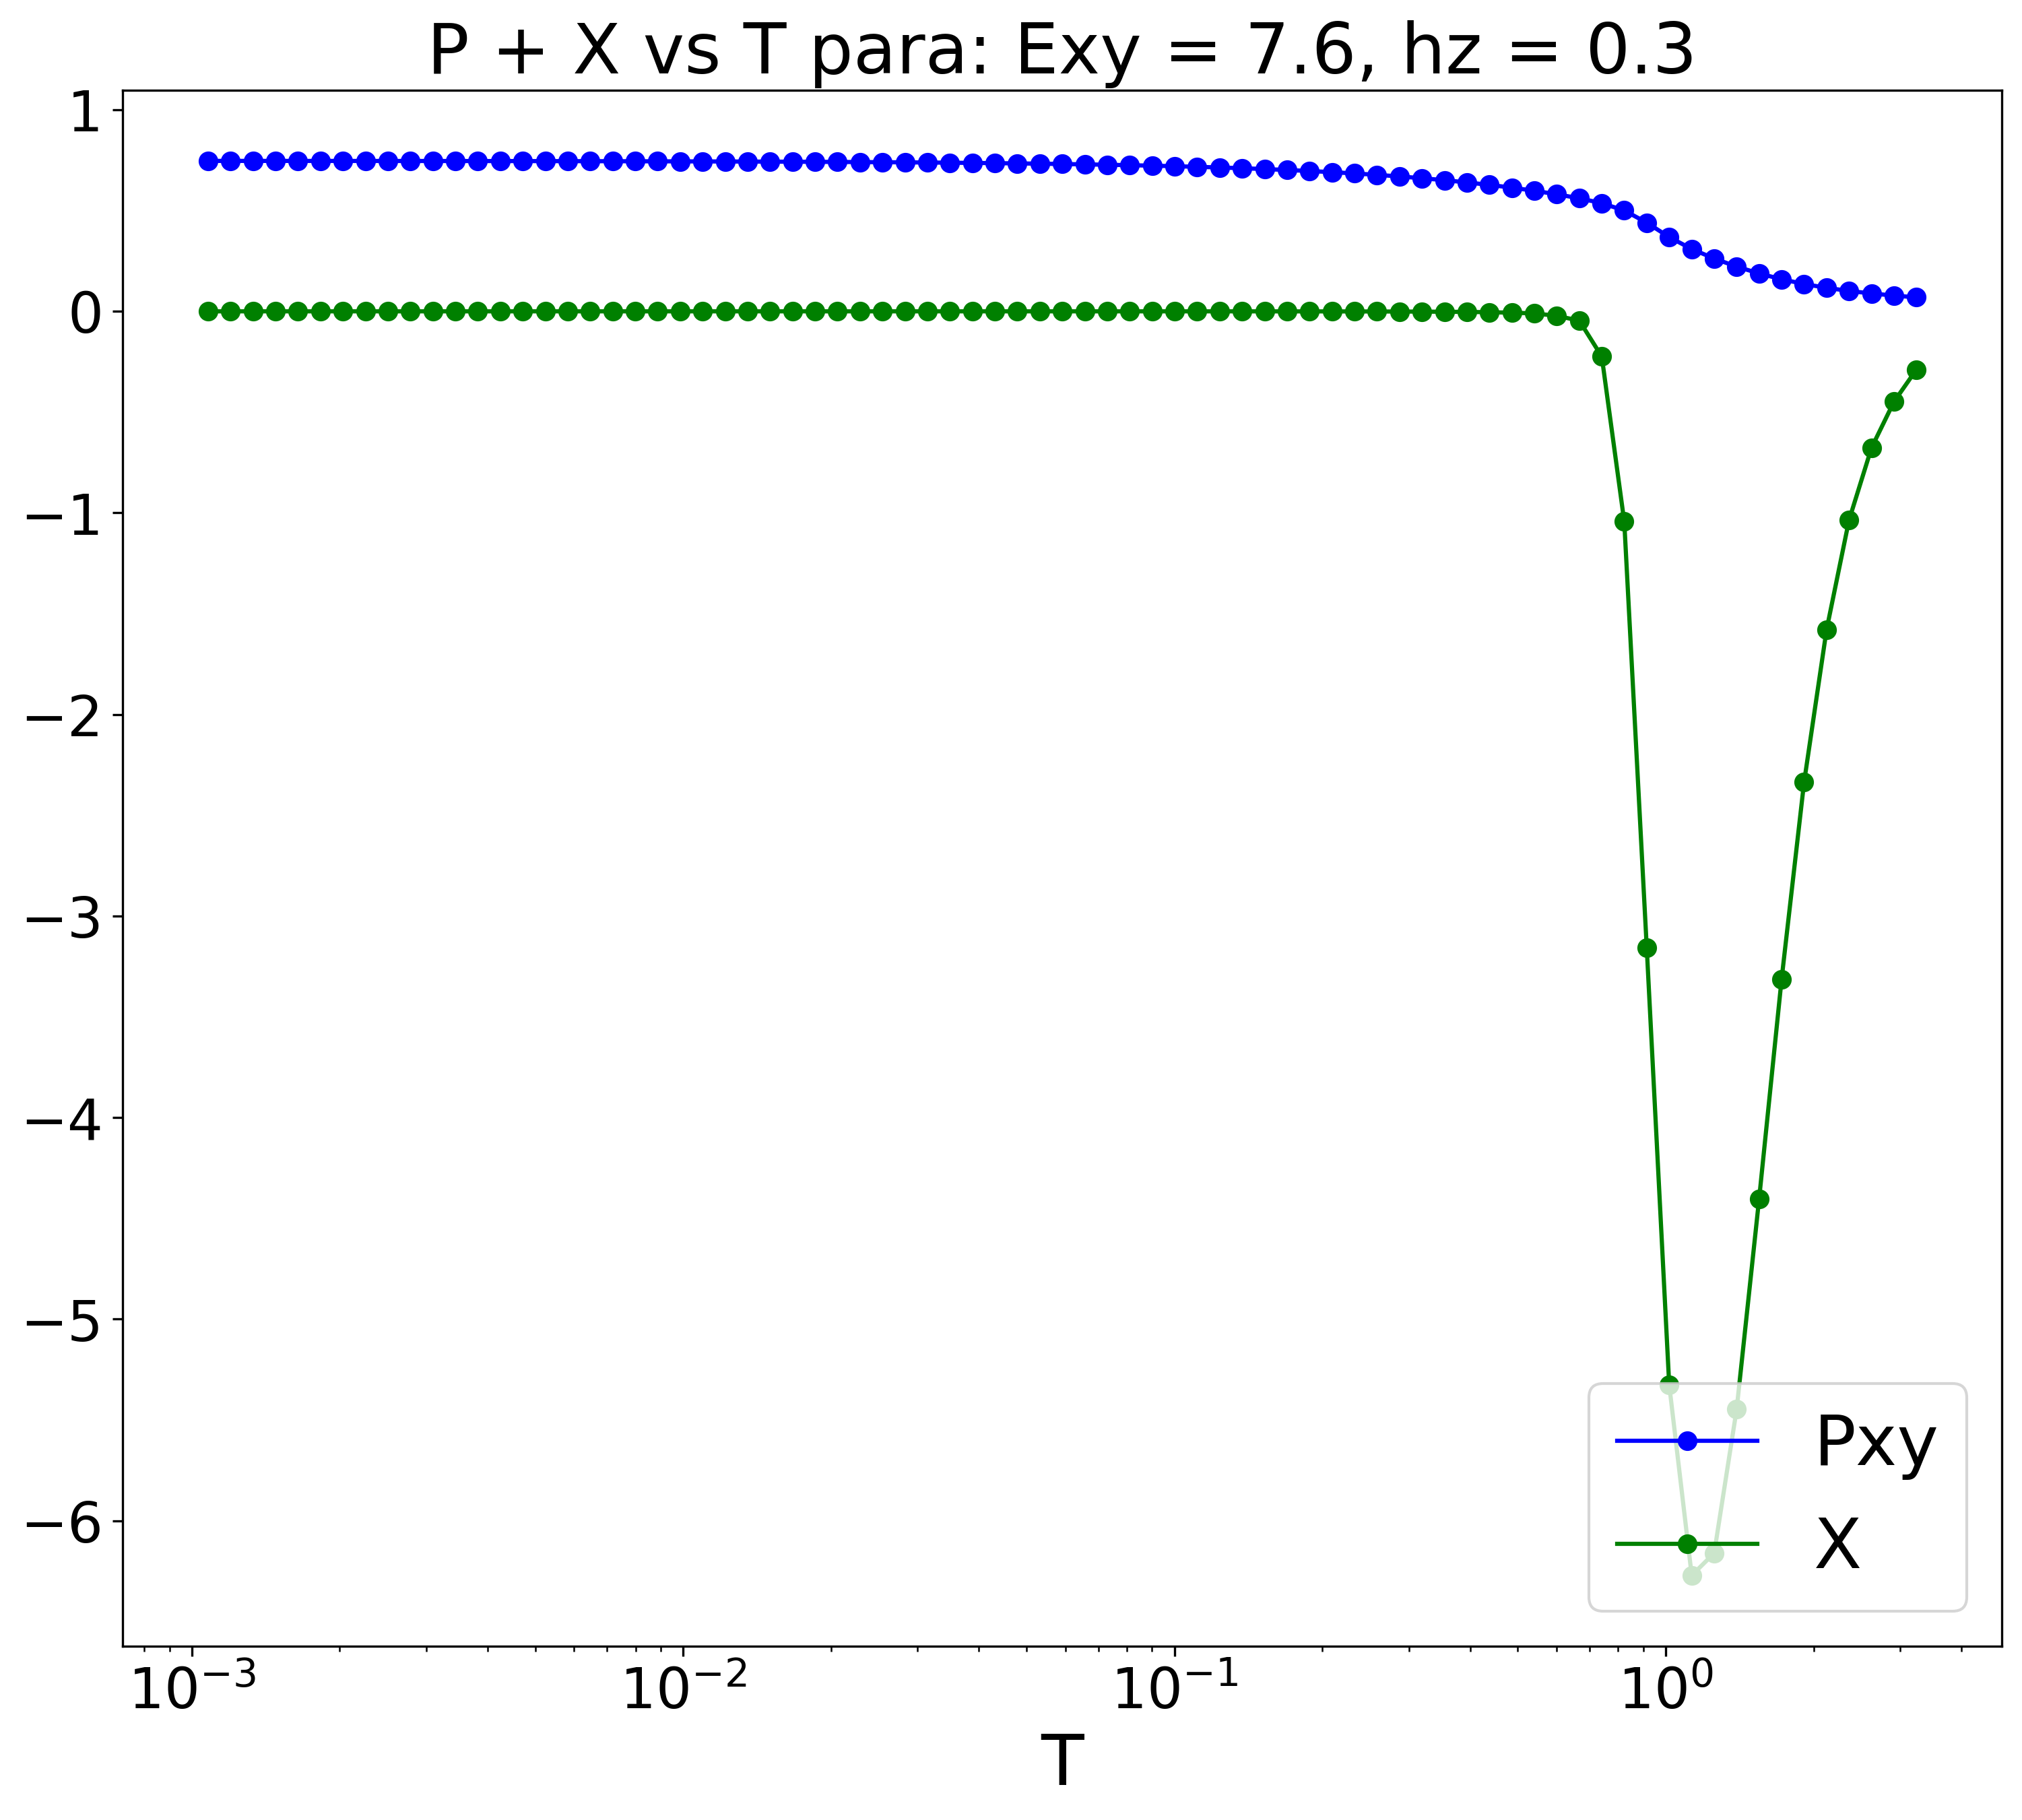 P + X vs T para: Exy = 7.6, hz = 0.3
1
0
−1
−2
−3
−4
−5
−6
Pxy
X
10⁻³ 10⁻² 10⁻¹ 10⁰
T